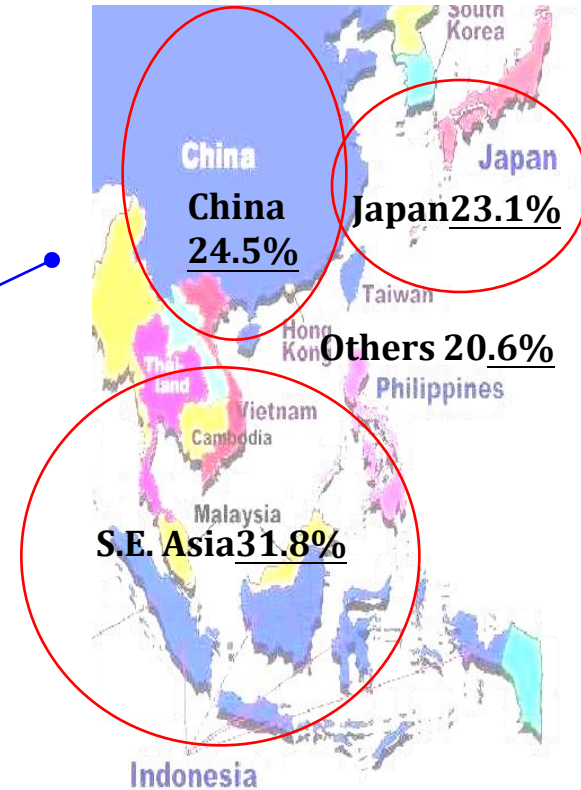 South
Korea
China
Japan
China
24.5%
Japan23.1%
Taiwan
Hong
Kong
Others 20.6%
Thai
land
Philippines
Vietnam
Cambodia
Malaysia
S.E. Asia31.8%
Indonesia